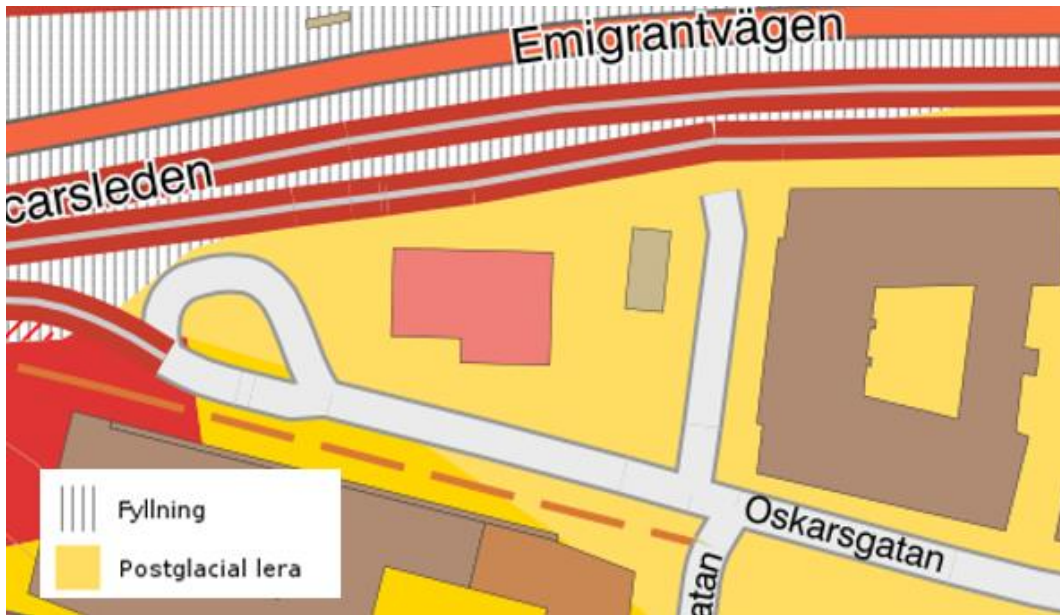 Emigrantvägen
carsleden
Oskarsgatan
atan
Fyllning
Postglacial lera